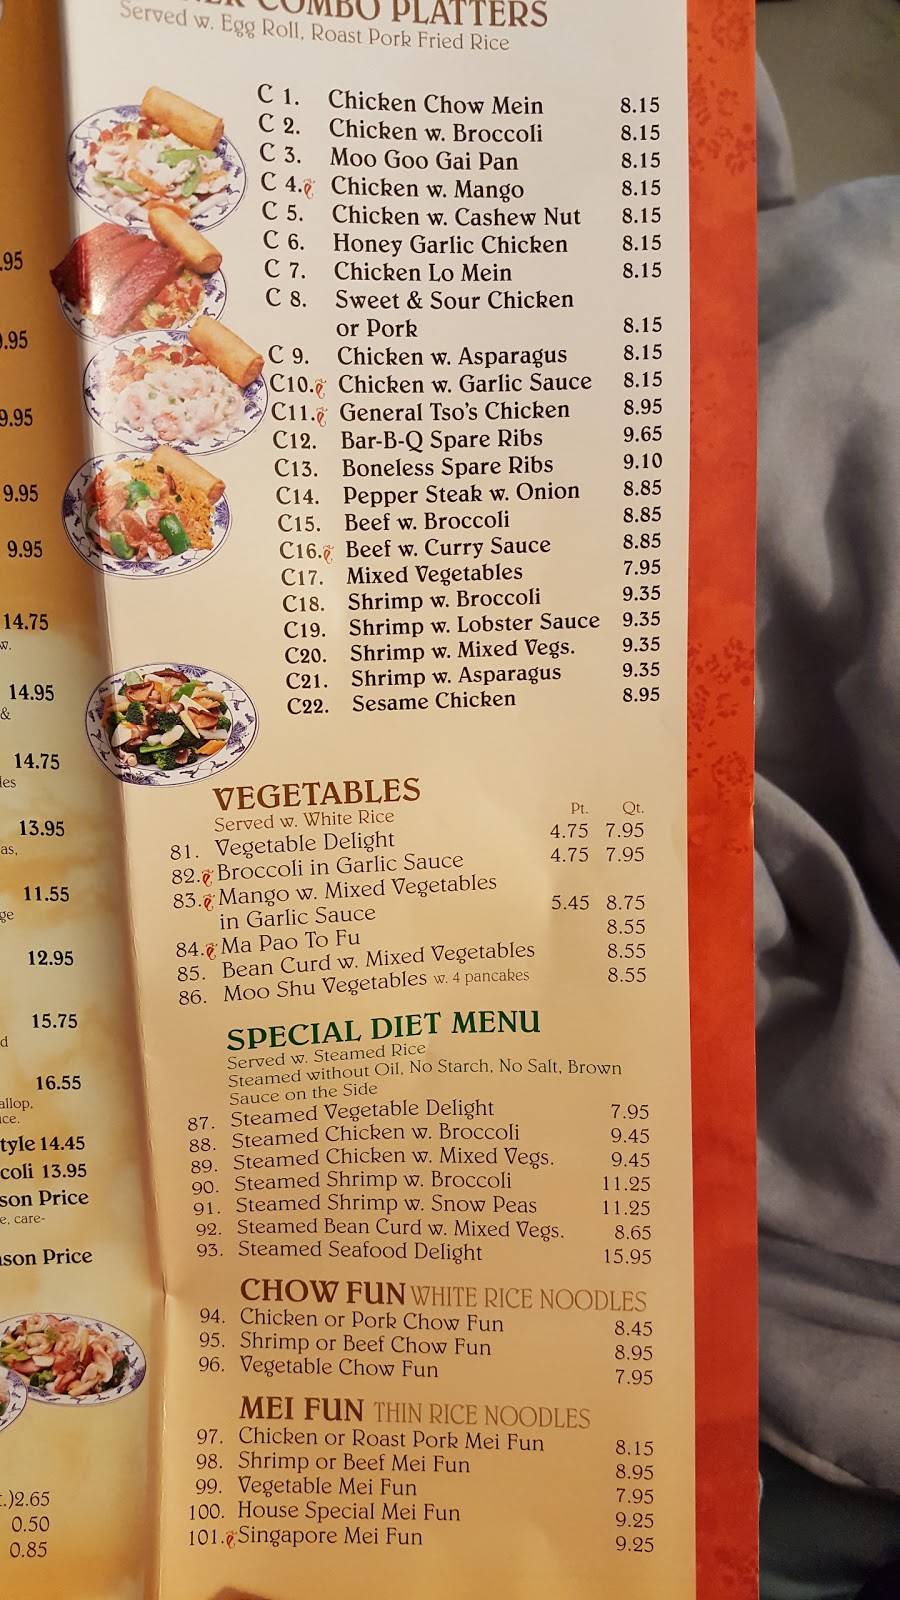 COMBO PLATTERS
Served w. Egg Roll, Roast Pork Fried Rice
C 1. Chicken Chow Mein 8.15
C 2. Chicken w. Broccoli 8.15
C 3. Moo Goo Gai Pan 8.15
C 4. Chicken w. Mango 8.15
C 5. Chicken w. Cashew Nut 8.15
C 6. Honey Garlic Chicken 8.15
C 7. Chicken Lo Mein 8.15
C 8. Sweet & Sour Chicken
or Pork 8.15
C 9. Chicken w. Asparagus 8.15
C10. Chicken w. Garlic Sauce 8.15
C11. General Tso's Chicken 8.95
C12. Bar-B-Q Spare Ribs 9.65
C13. Boneless Spare Ribs 9.10
C14. Pepper Steak w. Onion 8.85
C15. Beef w. Broccoli 8.85
C16. Beef w. Curry Sauce 8.85
C17. Mixed Vegetables 7.95
C18. Shrimp w. Broccoli 9.35
C19. Shrimp w. Lobster Sauce 9.35
C20. Shrimp w. Mixed Vegs. 9.35
C21. Shrimp w. Asparagus 9.35
C22. Sesame Chicken 8.95
VEGETABLES
Served w. White Rice Pt. Qt.
81. Vegetable Delight 4.75 7.95
82. Broccoli in Garlic Sauce 4.75 7.95
83. Mango w. Mixed Vegetables
in Garlic Sauce 5.45 8.75
84. Ma Pao To Fu 8.55
85. Bean Curd w. Mixed Vegetables 8.55
86. Moo Shu Vegetables w. 4 pancakes 8.55
SPECIAL DIET MENU
Served w. Steamed Rice
Steamed without Oil, No Starch, No Salt, Brown
Sauce on the Side
87. Steamed Vegetable Delight 7.95
88. Steamed Chicken w. Broccoli 9.45
89. Steamed Chicken w. Mixed Vegs. 9.45
90. Steamed Shrimp w. Broccoli 11.25
91. Steamed Shrimp w. Snow Peas 11.25
92. Steamed Bean Curd w. Mixed Vegs. 8.65
93. Steamed Seafood Delight 15.95
CHOW FUN WHITE RICE NOODLES
94. Chicken or Pork Chow Fun 8.45
95. Shrimp or Beef Chow Fun 8.95
96. Vegetable Chow Fun 7.95
MEI FUN THIN RICE NOODLES
97. Chicken or Roast Pork Mei Fun 8.15
98. Shrimp or Beef Mei Fun 8.95
99. Vegetable Mei Fun 7.95
100. House Special Mei Fun 9.25
101. Singapore Mei Fun 9.25
.95
9.95
9.95
9.95
9.95
14.75
w.
14.95
&
14.75
13.95
11.55
12.95
15.75
16.55
14.45
13.95
Price
Price
2.65
0.50
0.85